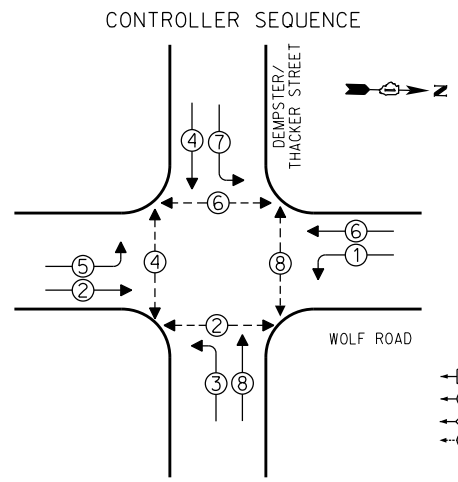 CONTROLLER SEQUENCE
DEMPSTER/
THACKER STREET
N
4
7
6
6
5
4
8
1
2
2
WOLF ROAD
3
8